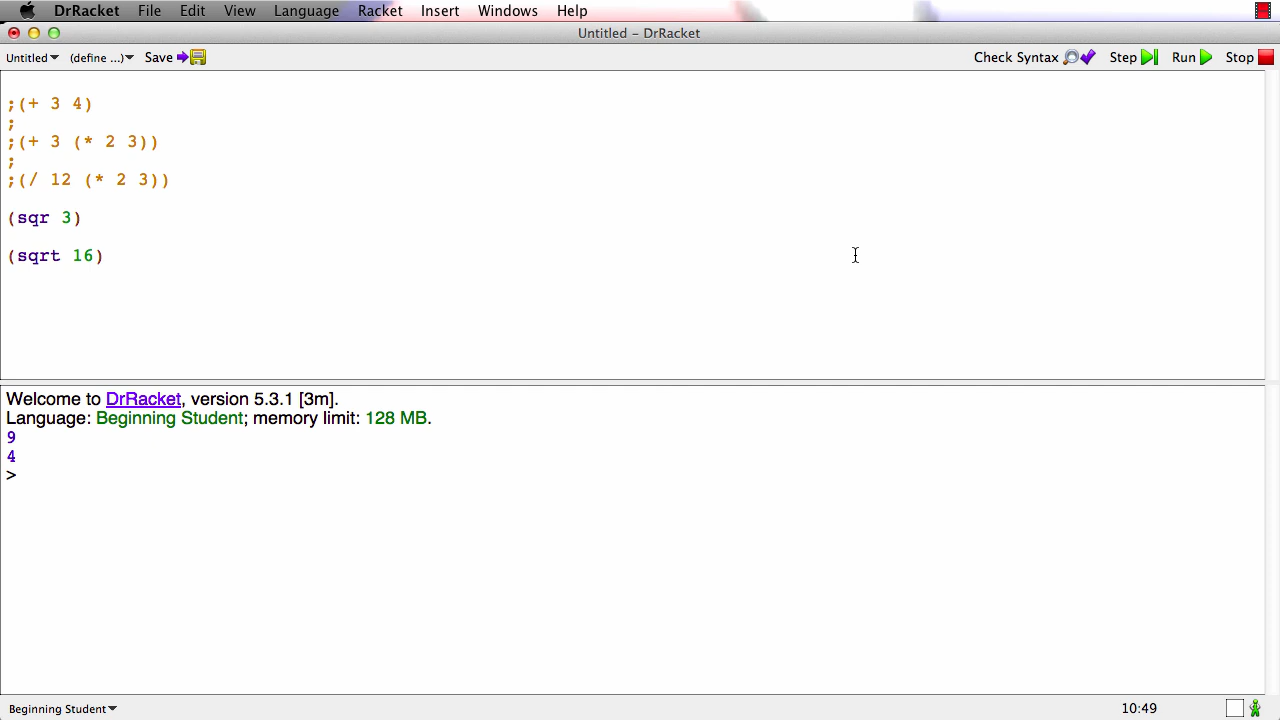 DrRacket File Edit View Language Racket Insert Windows Help
Untitled – DrRacket
Untitled (define ...) Save Check Syntax Step Run Stop
;(+ 3 4)
;
;(+ 3 (* 2 3))
;
;(/ 12 (* 2 3))
(sqr 3)
(sqrt 16)
Welcome to DrRacket, version 5.3.1 [3m].
Language: Beginning Student; memory limit: 128 MB.
9
4
>
Beginning Student 10:49